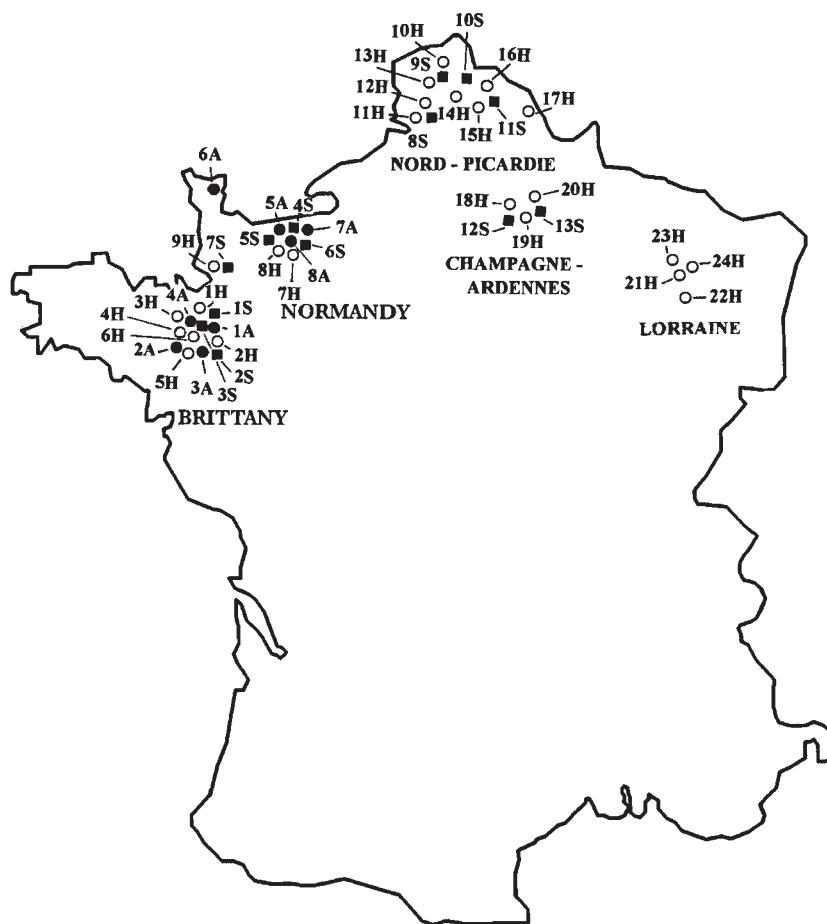 10H 10S
13H 9S 16H
12H 17H
11H 14H 11S
8S 15H
NORD - PICARDIE
6A
5A 4S 7A
5S 6S
8H 8A
7H
9H 7S
NORMANDY
18H 20H
12S 13S
19H
CHAMPAGNE -
ARDENNES
23H 24H
21H 22H
LORRAINE
3H 4A 1H
4H 1S
6H 1A
2A 2H
5H 2S
3A 3S
BRITTANY